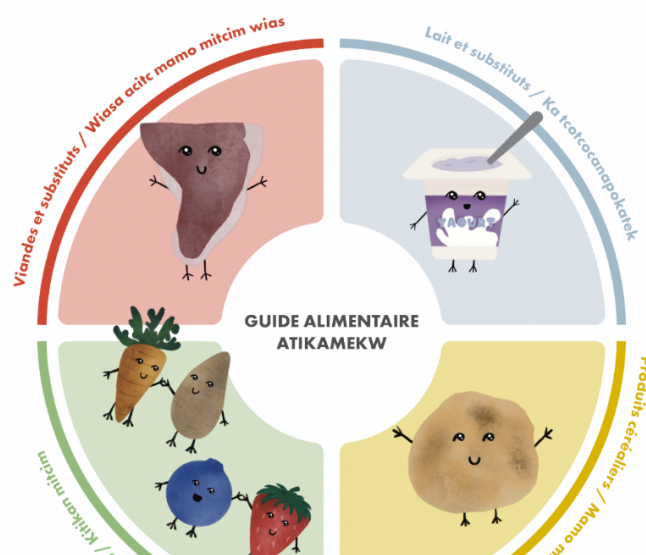 Viandes et substituts / Wiasa acitc mamo mitcim wias
Lait et substituts / Ka tcotcocanapokatek
YAOURT
GUIDE ALIMENTAIRE
ATIKAMEKW
/ Kitikan mitcim
Produits céréaliers / Mamo